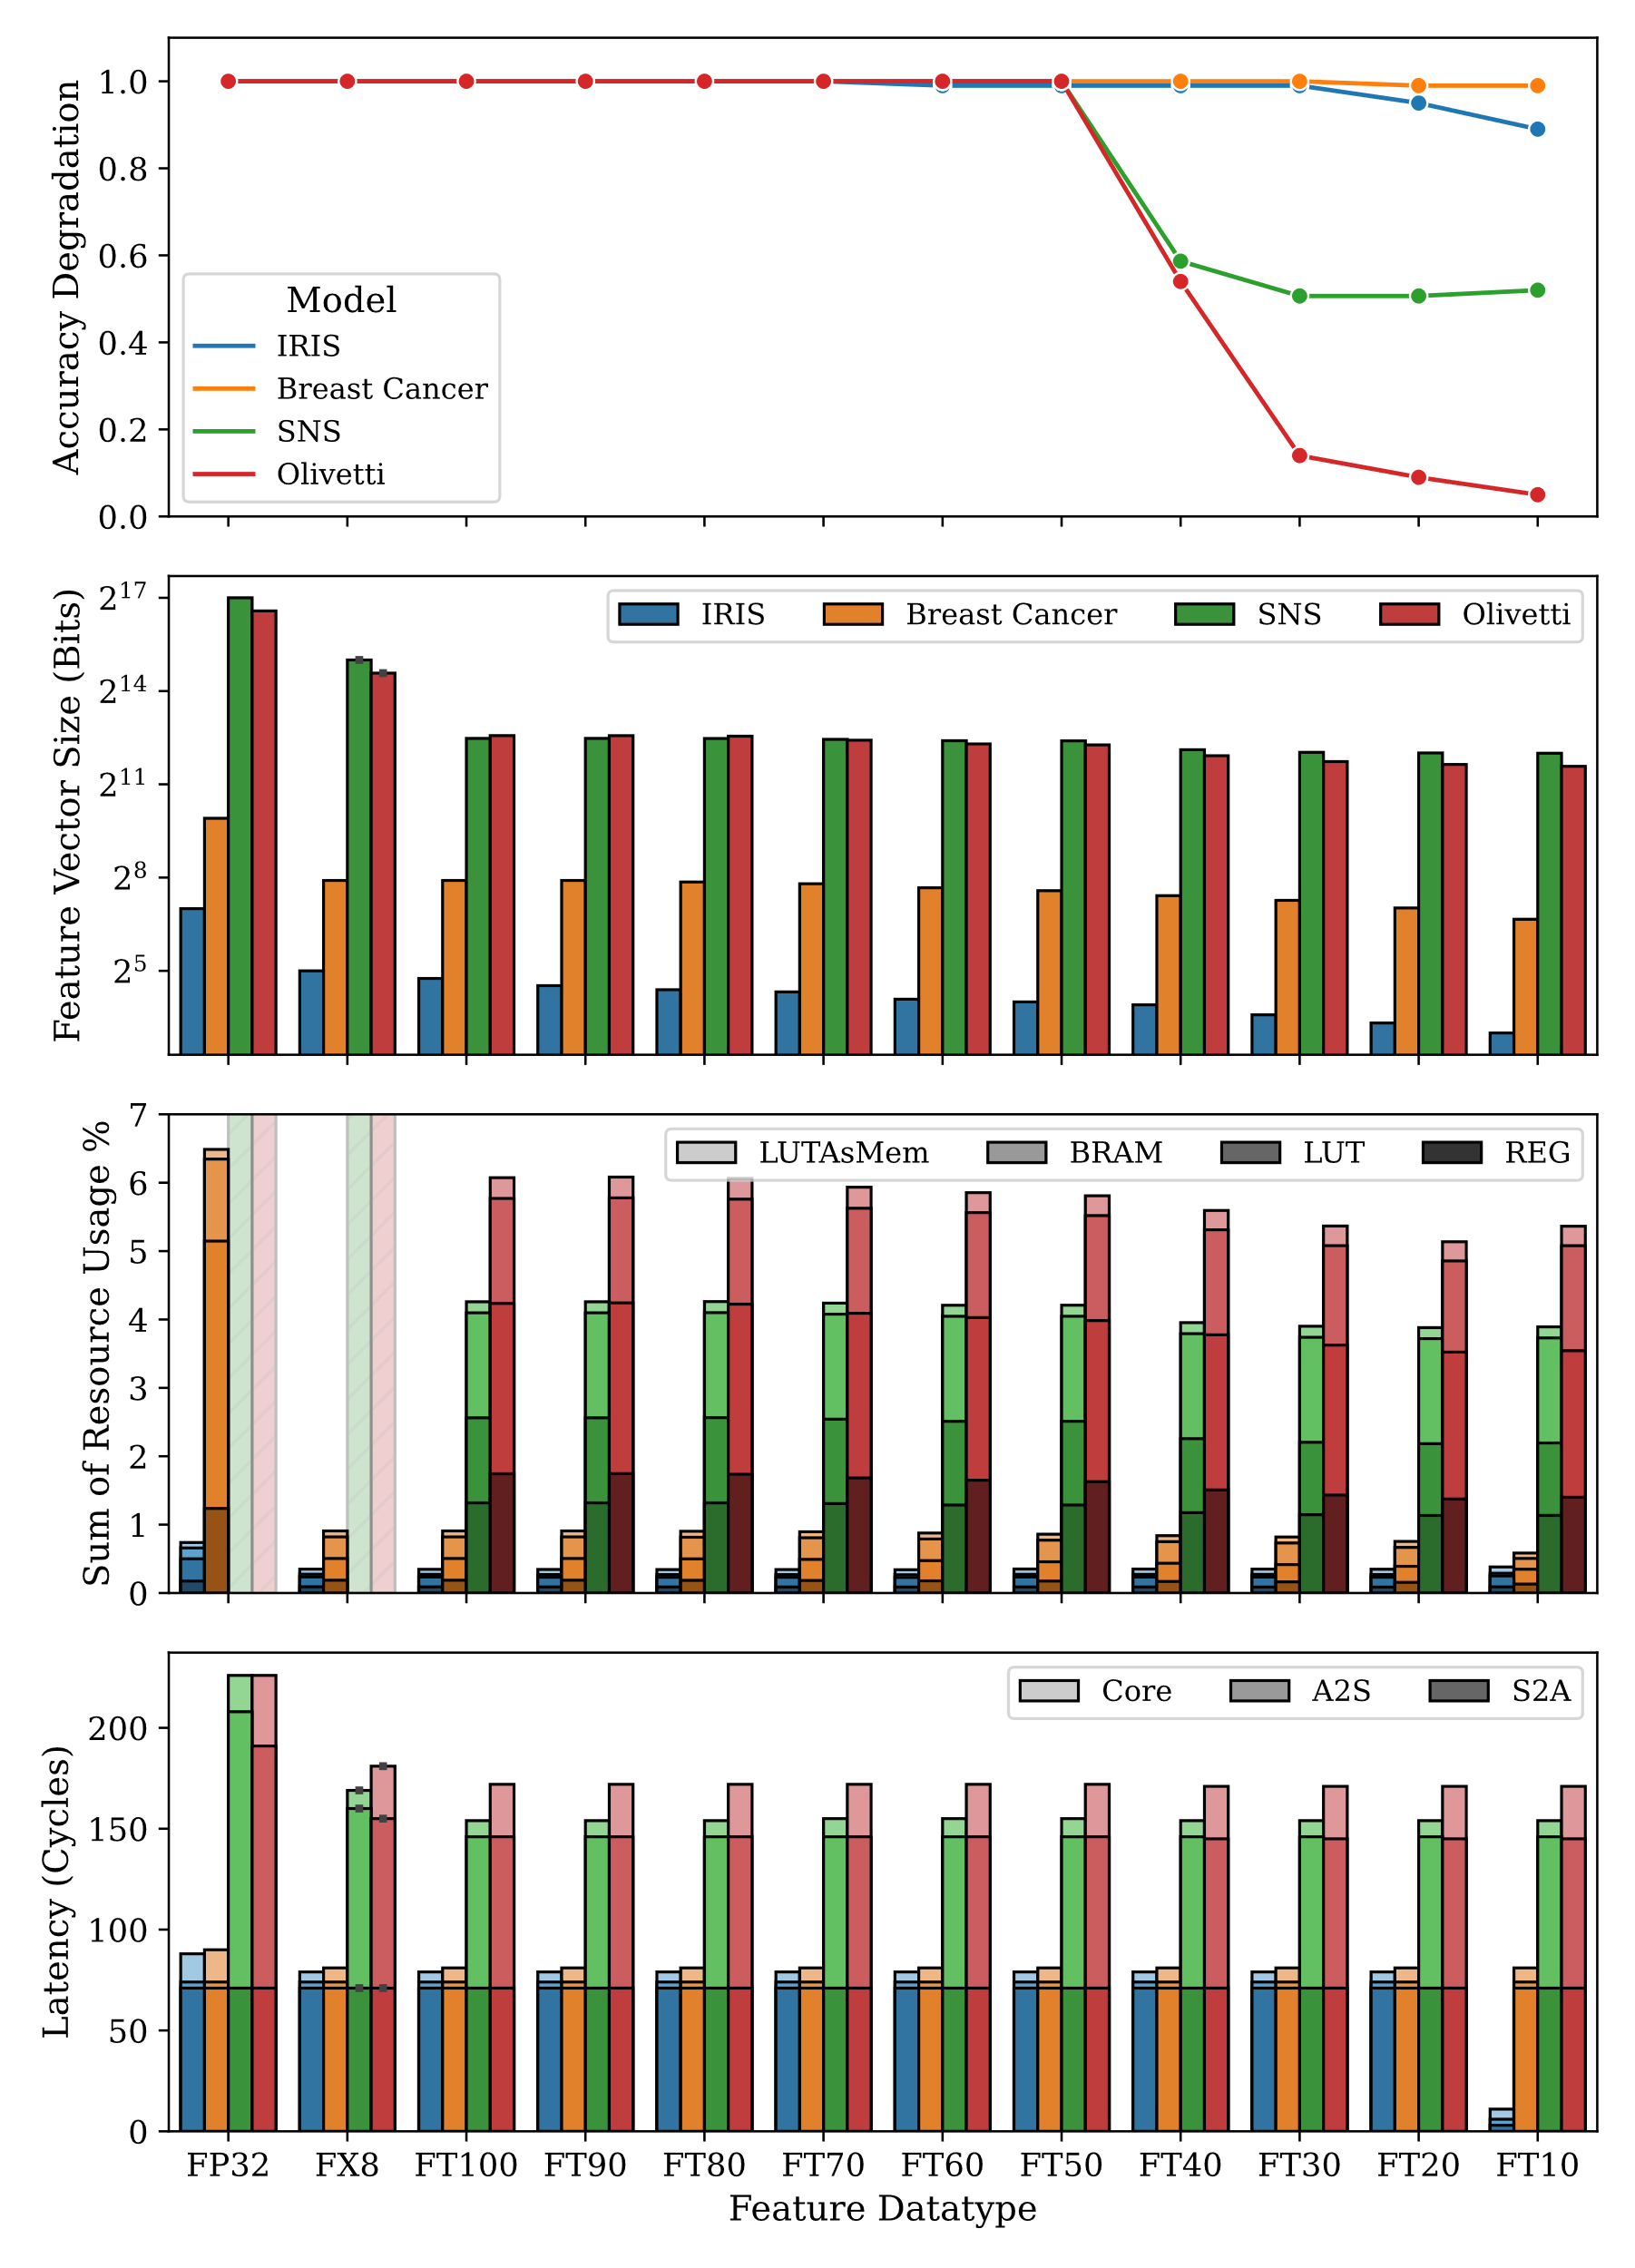 Accuracy Degradation
1.0
0.8
0.6
0.4
0.2
0.0
Model
IRIS
Breast Cancer
SNS
Olivetti
Feature Vector Size (Bits)
2^17
2^14
2^11
2^8
2^5
IRIS Breast Cancer SNS Olivetti
Sum of Resource Usage %
7
6
5
4
3
2
1
0
LUTAsMem BRAM LUT REG
Latency (Cycles)
200
150
100
50
0
Core A2S S2A
FP32 FX8 FT100 FT90 FT80 FT70 FT60 FT50 FT40 FT30 FT20 FT10
Feature Datatype